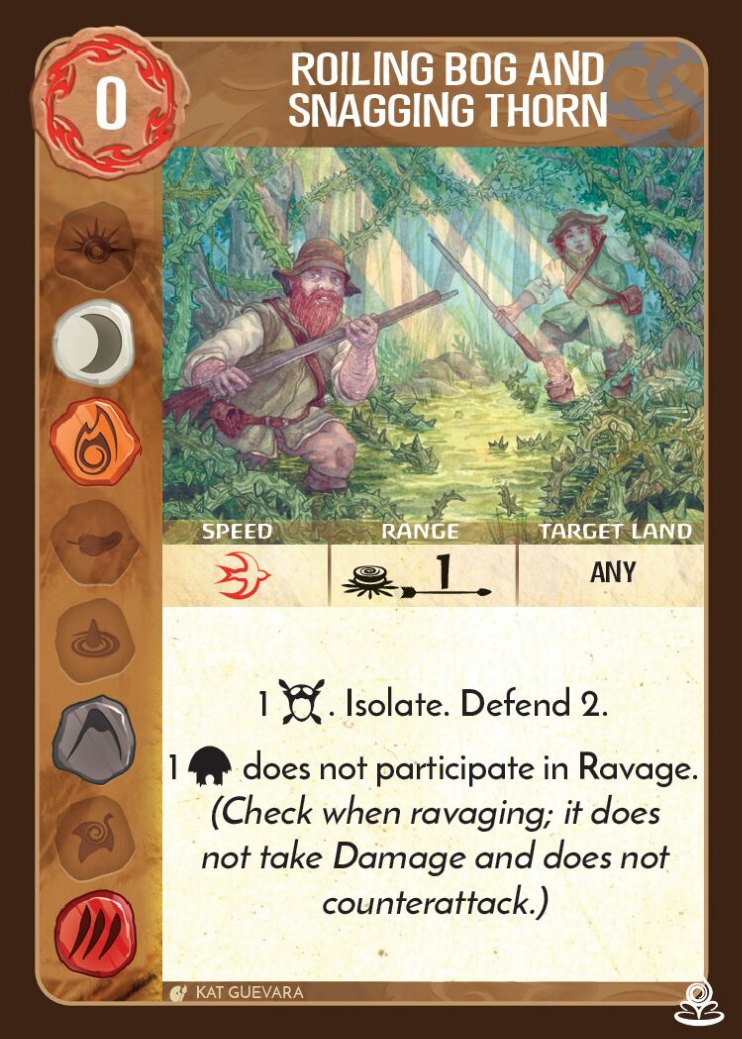 0
ROILING BOG AND
SNAGGING THORN
SPEED RANGE TARGET LAND
1 ANY
1 . Isolate. Defend 2.
1 does not participate in Ravage.
(Check when ravaging; it does
not take Damage and does not
counterattack.)
KAT GUEVARA